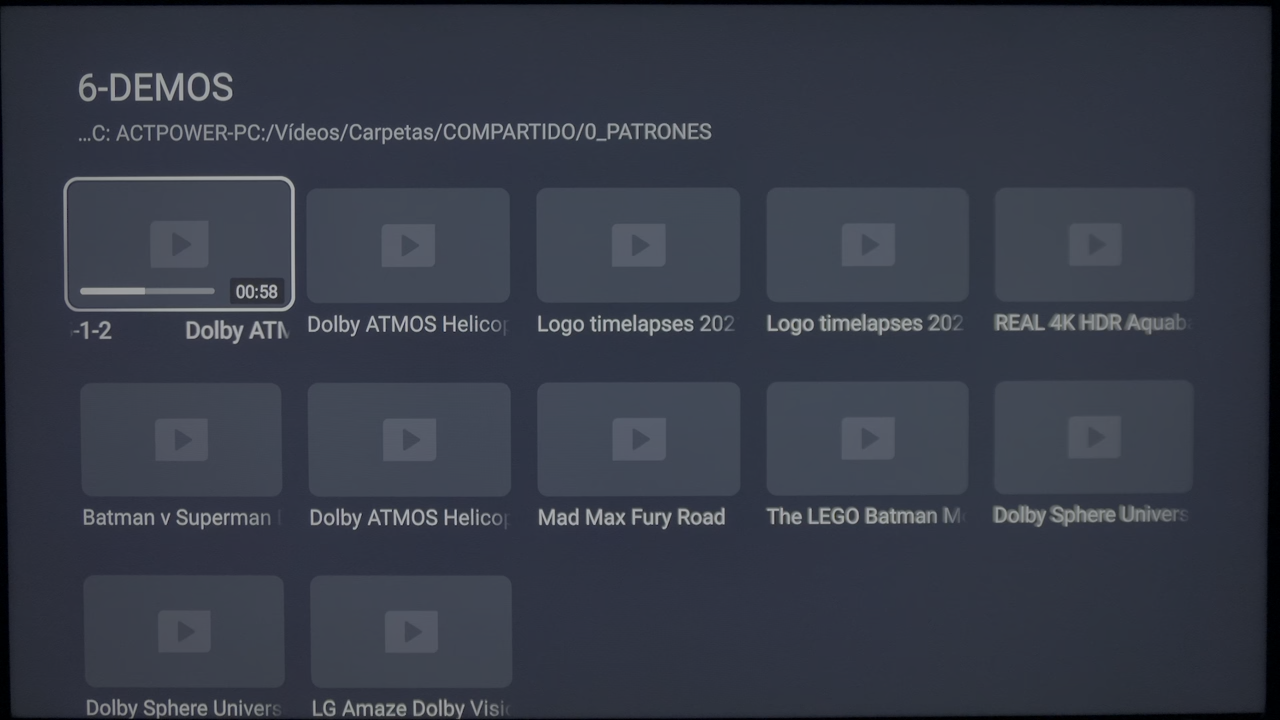 6-DEMOS
...C: ACTPOWER-PC:/Vídeos/Carpetas/COMPARTIDO/0_PATRONES
00:58
-1-2 Dolby ATM
Dolby ATMOS Helicop
Logo timelapses 202
Logo timelapses 202
REAL 4K HDR Aquab
Batman v Superman
Dolby ATMOS Helicop
Mad Max Fury Road
The LEGO Batman M
Dolby Sphere Univers
Dolby Sphere Univers
LG Amaze Dolby Visi